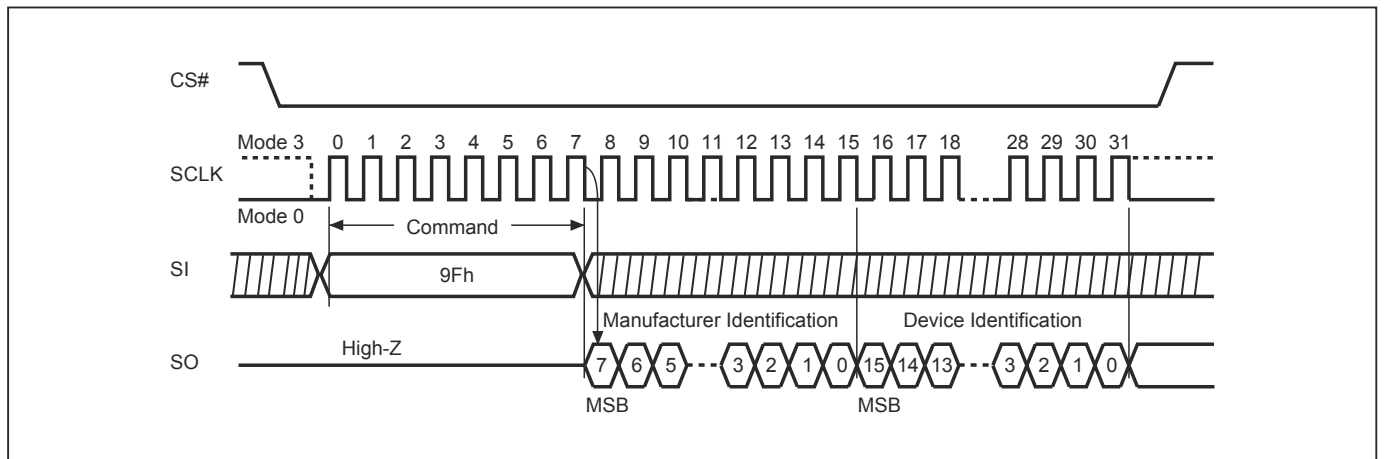 CS#
Mode 3 0 1 2 3 4 5 6 7 8 9 10 11 12 13 14 15 16 17 18 28 29 30 31
SCLK
Mode 0
Command
SI
9Fh
Manufacturer Identification Device Identification
High-Z
SO
7 6 5 3 2 1 0 15 14 13 3 2 1 0
MSB MSB